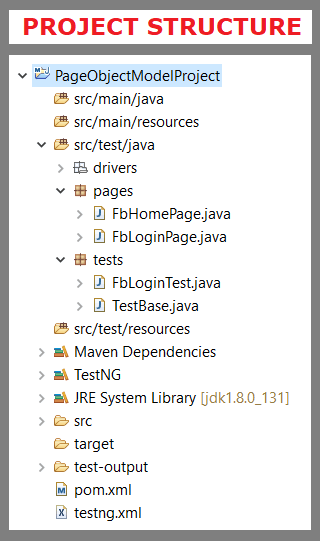 PROJECT STRUCTURE
PageObjectModelProject
src/main/java
src/main/resources
src/test/java
drivers
pages
FbHomePage.java
FbLoginPage.java
tests
FbLoginTest.java
TestBase.java
src/test/resources
Maven Dependencies
TestNG
JRE System Library [jdk1.8.0_131]
src
target
test-output
pom.xml
testng.xml